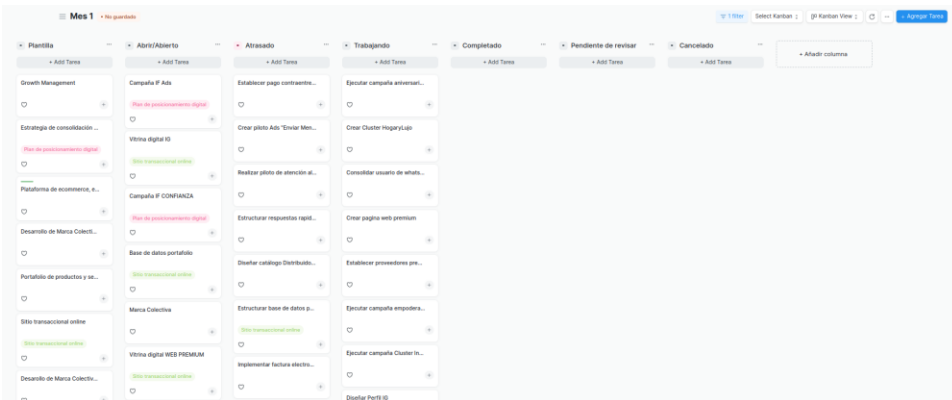 Mes 1 • No guardado
1 filter Select Kanban Kanban View + Agregar Tarea
Plantilla
+ Add Tarea
Growth Management
Estrategia de consolidación ...
Plan de posicionamiento digital
Plataforma de ecommerce, e...
Desarrollo de Marca Colecti...
Portafolio de productos y se...
Sitio transaccional online
Sitio transaccional online
Desarrollo de Marca Colectiv...
Abrir/Abierto
+ Add Tarea
Campaña IF Ads
Plan de posicionamiento digital
Vitrina digital IG
Sitio transaccional online
Campaña IF CONFIANZA
Plan de posicionamiento digital
Base de datos portafolio
Sitio transaccional online
Marca Colectiva
Vitrina digital WEB PREMIUM
Sitio transaccional online
Atrasado
+ Add Tarea
Establecer pago contraentre...
Crear piloto Ads "Enviar Men...
Realizar piloto de atención al...
Estructurar respuestas rapid...
Diseñar catálogo Distribuido...
Estructurar base de datos p...
Sitio transaccional online
Implementar factura electro...
Trabajando
+ Add Tarea
Ejecutar campaña aniversari...
Crear Cluster HogaryLujo
Consolidar usuario de whats...
Crear pagina web premium
Establecer proveedores pre...
Ejecutar campaña empodera...
Ejecutar campaña Cluster In...
Diseñar Perfil IG
Completado
+ Add Tarea
Pendiente de revisar
+ Add Tarea
Cancelado
+ Add Tarea
+ Añadir columna